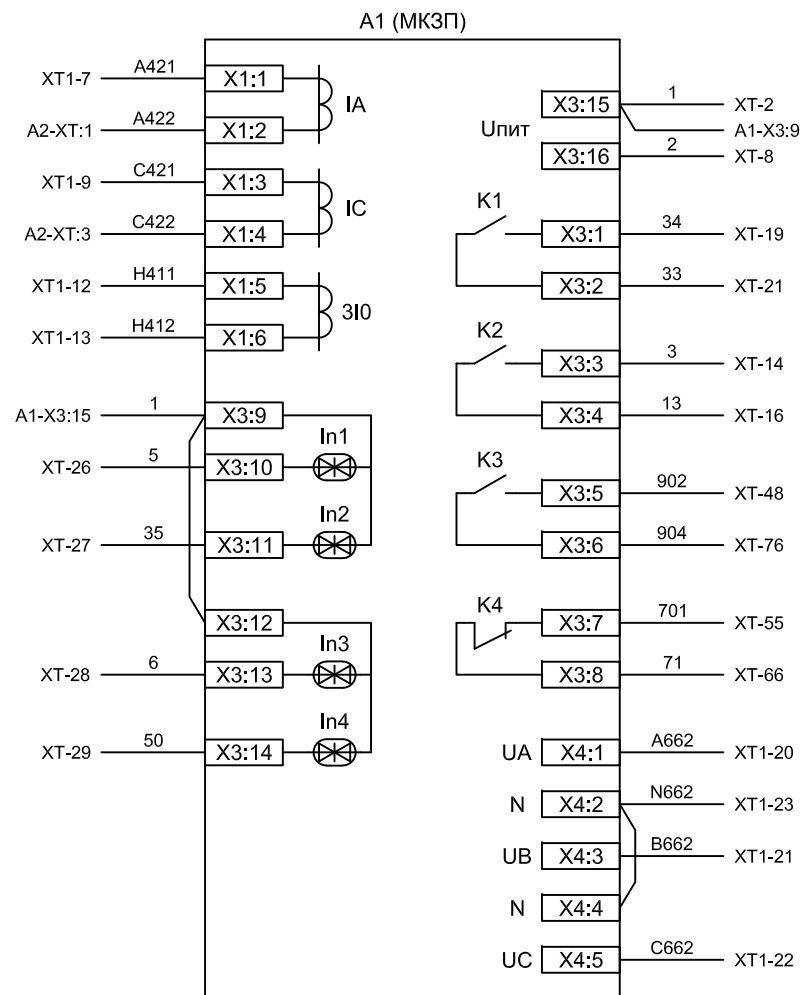 A1 (МКЗП)
XT1-7 A421 X1:1
IA
A2-XT:1 A422 X1:2
XT1-9 C421 X1:3
IC
A2-XT:3 C422 X1:4
XT1-12 H411 X1:5
3I0
XT1-13 H412 X1:6
A1-X3:15 1 X3:9
In1
XT-26 5 X3:10
In2
XT-27 35 X3:11
X3:12
In3
XT-28 6 X3:13
In4
XT-29 50 X3:14
X3:15 1 XT-2
Uпит
A1-X3:9
X3:16 2 XT-8
K1
X3:1 34 XT-19
X3:2 33 XT-21
K2
X3:3 3 XT-14
X3:4 13 XT-16
K3
X3:5 902 XT-48
X3:6 904 XT-76
K4
X3:7 701 XT-55
X3:8 71 XT-66
UA X4:1 A662 XT1-20
N X4:2 N662 XT1-23
UB X4:3 B662 XT1-21
N X4:4
UC X4:5 C662 XT1-22